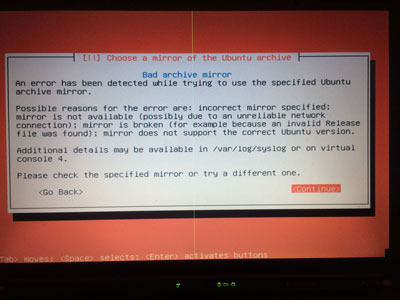 [!!] Choose a mirror of the Ubuntu archive
Bad archive mirror
An error has been detected while trying to use the specified Ubuntu
archive mirror.
Possible reasons for the error are: incorrect mirror specified;
mirror is not available (possibly due to an unreliable network
connection); mirror is broken (for example because an invalid Release
file was found); mirror does not support the correct Ubuntu version.
Additional details may be available in /var/log/syslog or on virtual
console 4.
Please check the specified mirror or try a different one.
<Go Back> <Continue>
Tab> moves; <Space> selects; <Enter> activates buttons